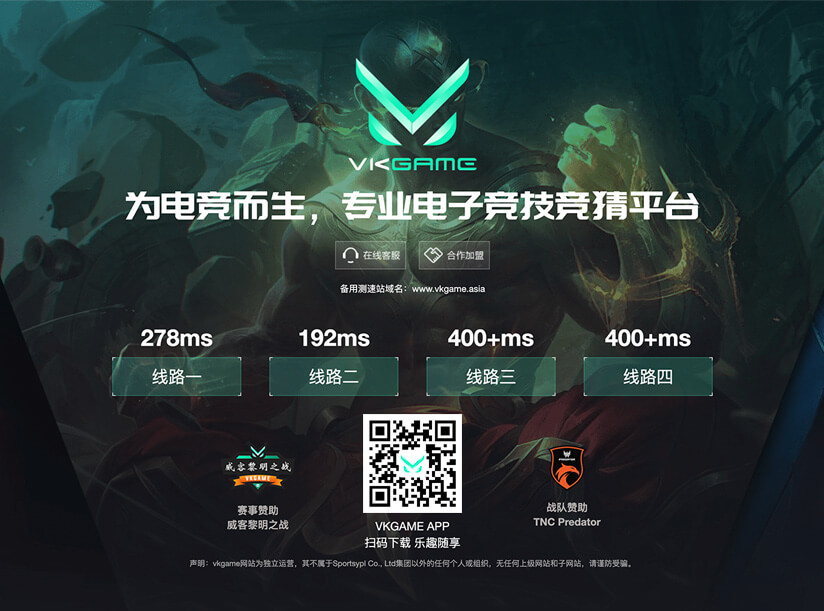 VKGAME
为电竞而生，专业电子竞技竞猜平台
在线客服
合作加盟
备用测速站域名：www.vkgame.asia
278ms
192ms
400+ms
400+ms
线路一
线路二
线路三
线路四
威客黎明之战
VKGAME
PREDATOR
赛事赞助
威客黎明之战
战队赞助
TNC Predator
VKGAME APP
扫码下载 乐趣随享
声明：vkgame网站为独立运营，其不属于Sportsypl Co., Ltd集团以外的任何个人或组织，无任何上级网站和子网站，请谨防受骗。